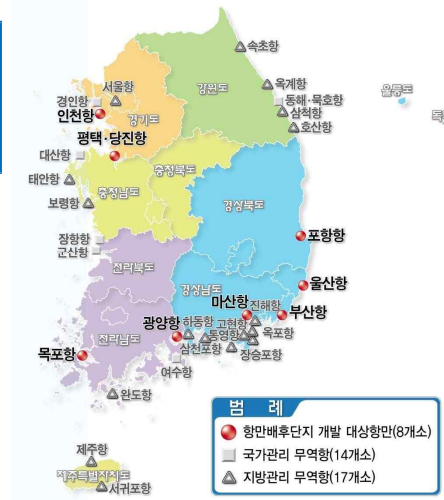 속초항
강원도
옥계항
울릉도
서울항
경인항
동해·묵호항
인천항
경기도
삼척항
호산항
평택·당진항
대산항
충청북도
태안항
충청남도
보령항
경상북도
장항항
포항항
군산항
전라북도
경상남도
울산항
마산항
진해항
부산항
광양항
하동항
고현항
옥포항
통영항
전라남도
삼천포항
장승포항
목포항
여수항
완도항
제주항
제주특별자치도
서귀포항
범 례
항만배후단지 개발 대상항만(8개소)
국가관리 무역항(14개소)
지방관리 무역항(17개소)